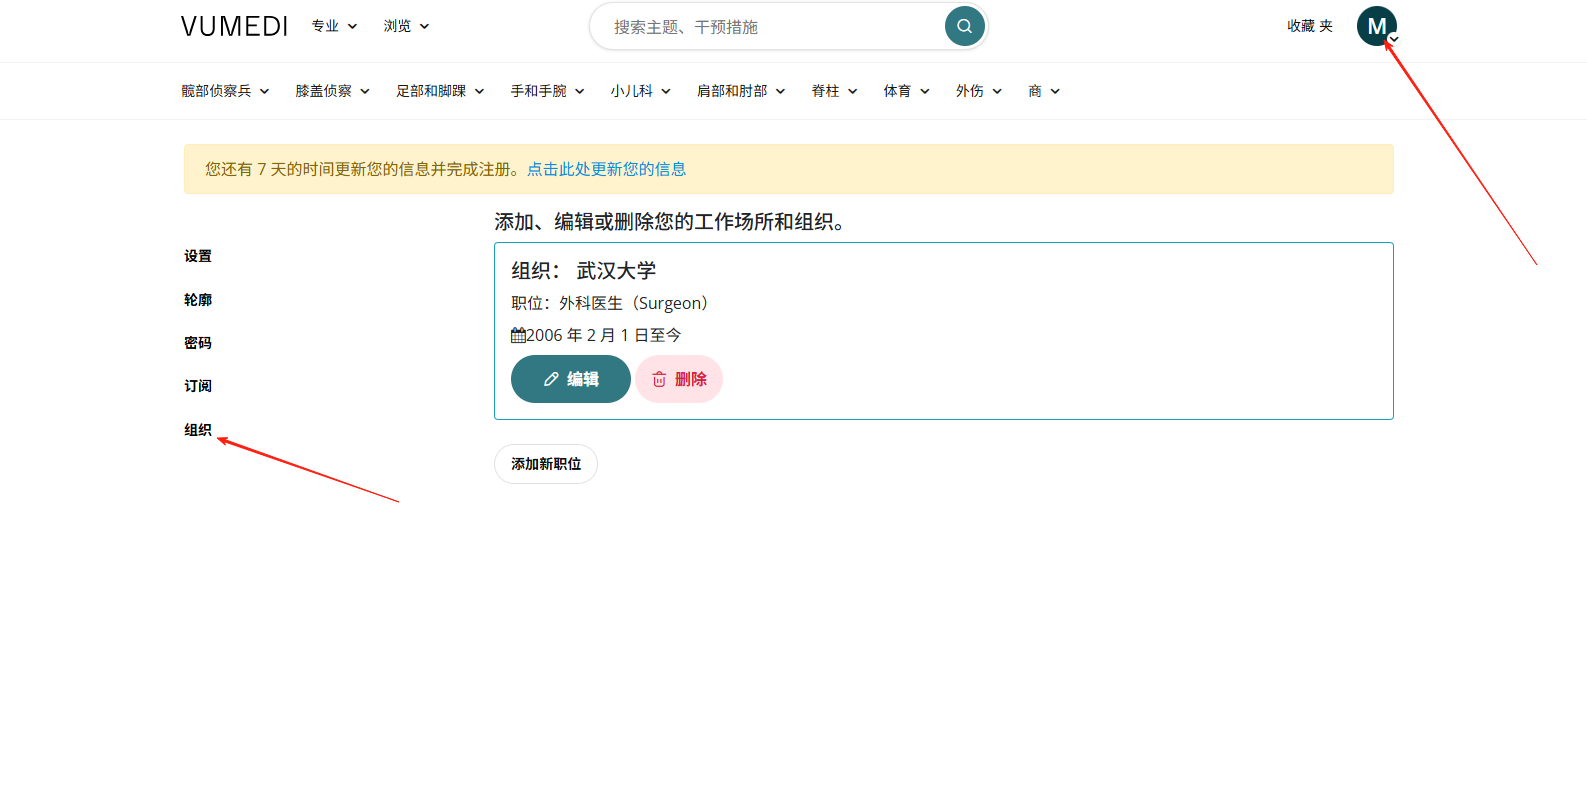 VUMEDI 专业 浏览 搜索主题、干预措施 收藏 夹 M
髋部侦察兵 膝盖侦察 足部和脚踝 手和手腕 小儿科 肩部和肘部 脊柱 体育 外伤 商
您还有 7 天的时间更新您的信息并完成注册。点击此处更新您的信息
添加、编辑或删除您的工作场所和组织。
设置
轮廓
密码
订阅
组织
组织： 武汉大学
职位：外科医生（Surgeon）
2006 年 2 月 1 日至今
编辑 删除
添加新职位